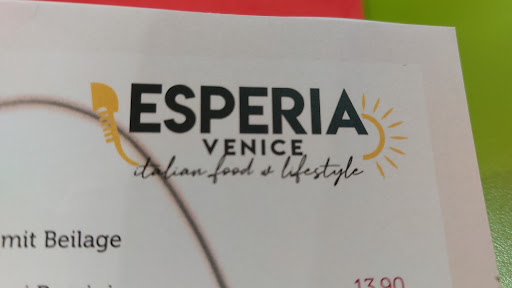 ESPERIA
VENICE
italian food & lifestyle
mit Beilage
13,90